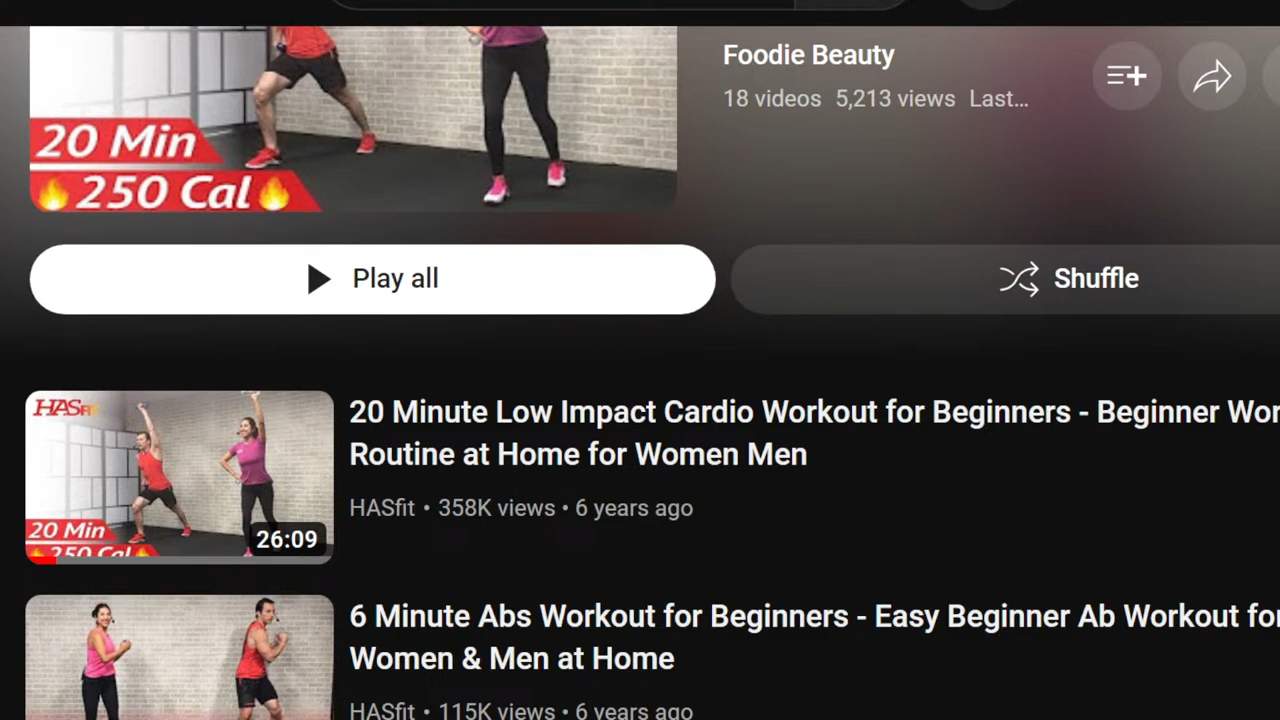 Foodie Beauty
18 videos 5,213 views Last...
20 Min
250 Cal
Play all
Shuffle
HASfit
20 Min
250 Cal
26:09
20 Minute Low Impact Cardio Workout for Beginners - Beginner Wor
Routine at Home for Women Men
HASfit • 358K views • 6 years ago
6 Minute Abs Workout for Beginners - Easy Beginner Ab Workout for
Women & Men at Home
HASfit • 115K views • 6 years ago